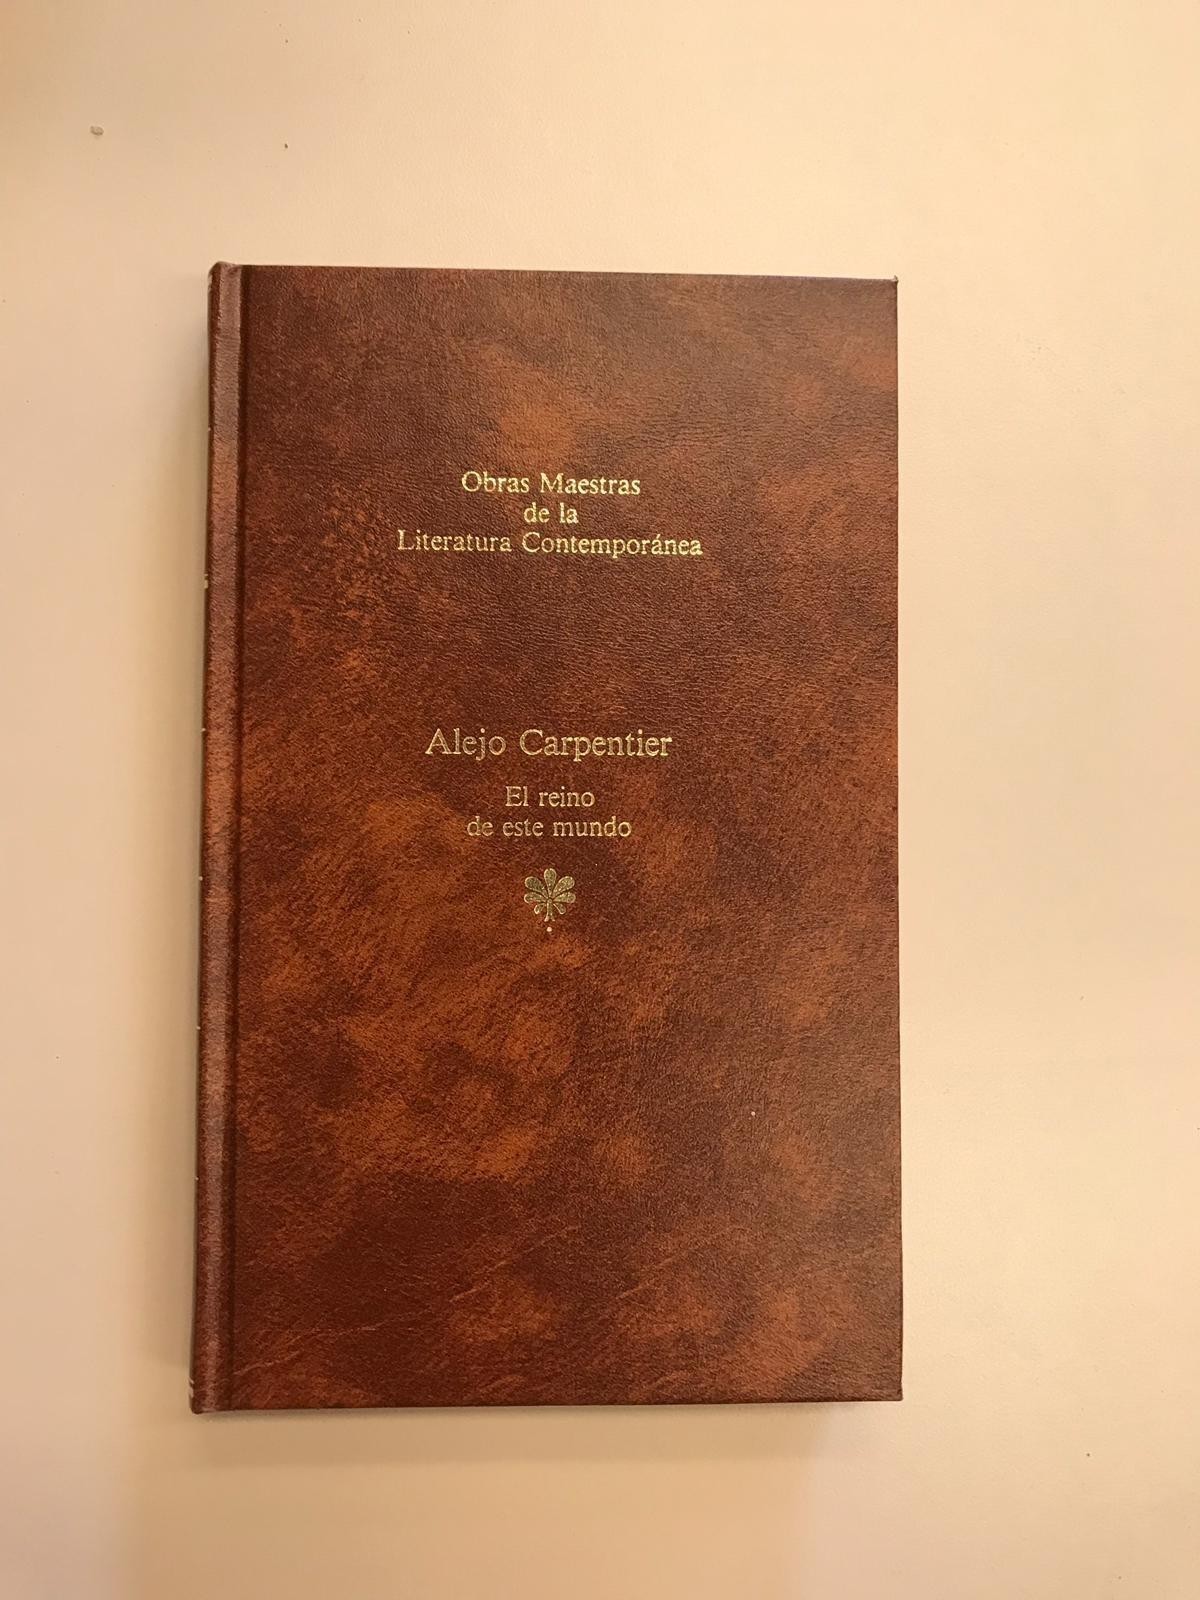 Obras Maestras
de la
Literatura Contemporánea
Alejo Carpentier
El reino
de este mundo